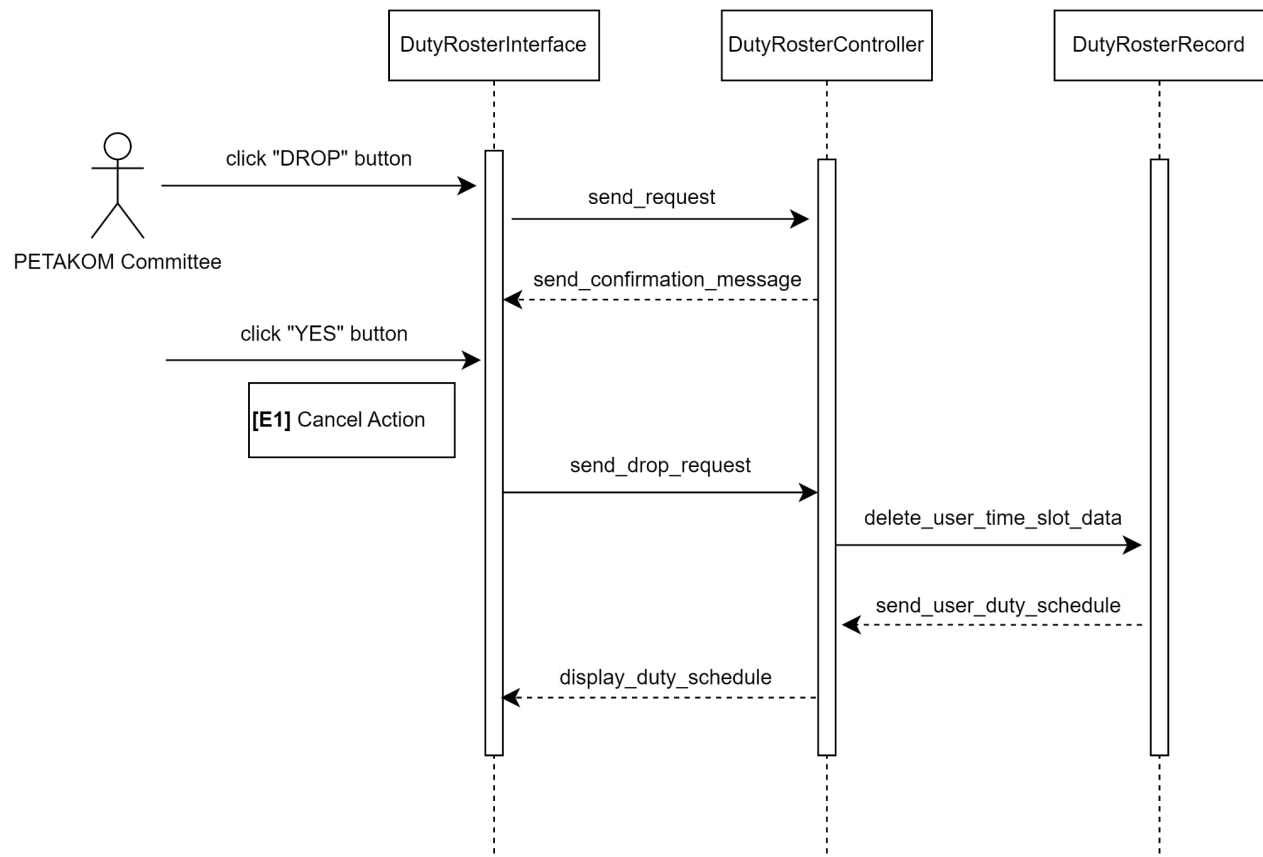 DutyRosterInterface
DutyRosterController
DutyRosterRecord
click "DROP" button
send_request
PETAKOM Committee
send_confirmation_message
click "YES" button
[E1] Cancel Action
send_drop_request
delete_user_time_slot_data
send_user_duty_schedule
display_duty_schedule